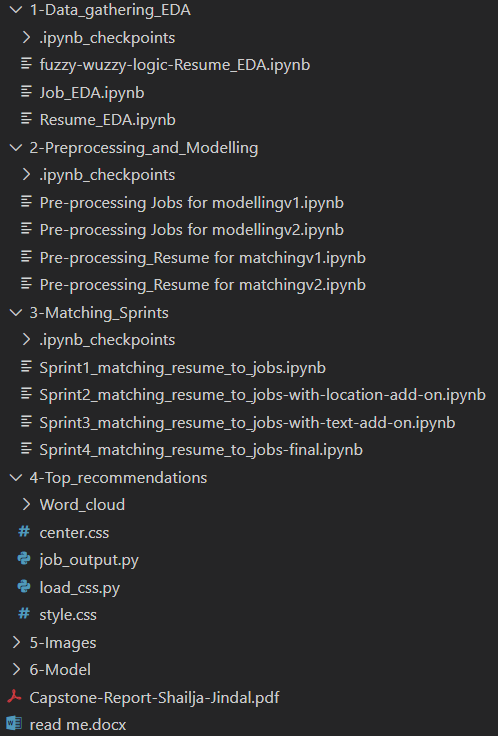 1-Data_gathering_EDA
.ipynb_checkpoints
fuzzy-wuzzy-logic-Resume_EDA.ipynb
Job_EDA.ipynb
Resume_EDA.ipynb
2-Preprocessing_and_Modelling
.ipynb_checkpoints
Pre-processing Jobs for modellingv1.ipynb
Pre-processing Jobs for modellingv2.ipynb
Pre-processing_Resume for matchingv1.ipynb
Pre-processing_Resume for matchingv2.ipynb
3-Matching_Sprints
.ipynb_checkpoints
Sprint1_matching_resume_to_jobs.ipynb
Sprint2_matching_resume_to_jobs-with-location-add-on.ipynb
Sprint3_matching_resume_to_jobs-with-text-add-on.ipynb
Sprint4_matching_resume_to_jobs-final.ipynb
4-Top_recommendations
Word_cloud
# center.css
job_output.py
load_css.py
# style.css
5-Images
6-Model
Capstone-Report-Shailja-Jindal.pdf
read me.docx